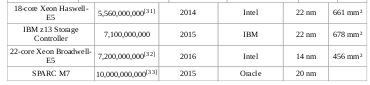 18-core Xeon Haswell-E5 5,560,000,000[31] 2014 Intel 22 nm 661 mm²
IBM z13 Storage Controller 7,100,000,000 2015 IBM 22 nm 678 mm²
22-core Xeon Broadwell-E5 7,200,000,000[32] 2016 Intel 14 nm 456 mm²
SPARC M7 10,000,000,000[33] 2015 Oracle 20 nm